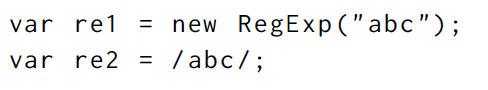 var re1 = new RegExp("abc");
var re2 = /abc/;